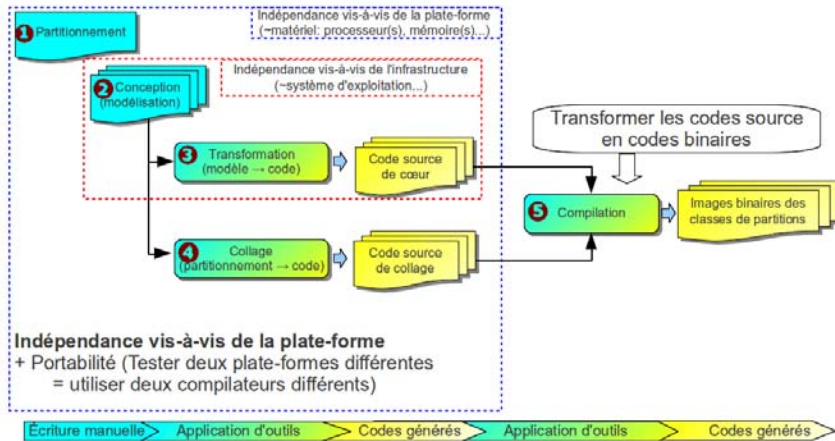 Indépendance vis-à-vis de la plate-forme
(~matériel: processeur(s), mémoire(s)...)
1 Partitionnement
Indépendance vis-à-vis de l'infrastructure
(~système d'exploitation...)
2 Conception
(modélisation)
Transformer les codes source
en codes binaires
3 Transformation
(modèle → code)
Code source
de cœur
5 Compilation
Images binaires des
classes de partitions
4 Collage
(partitionnement → code)
Code source
de collage
Indépendance vis-à-vis de la plate-forme
+ Portabilité (Tester deux plate-formes différentes
= utiliser deux compilateurs différents)
Écriture manuelle Application d'outils Codes générés Application d'outils Codes générés